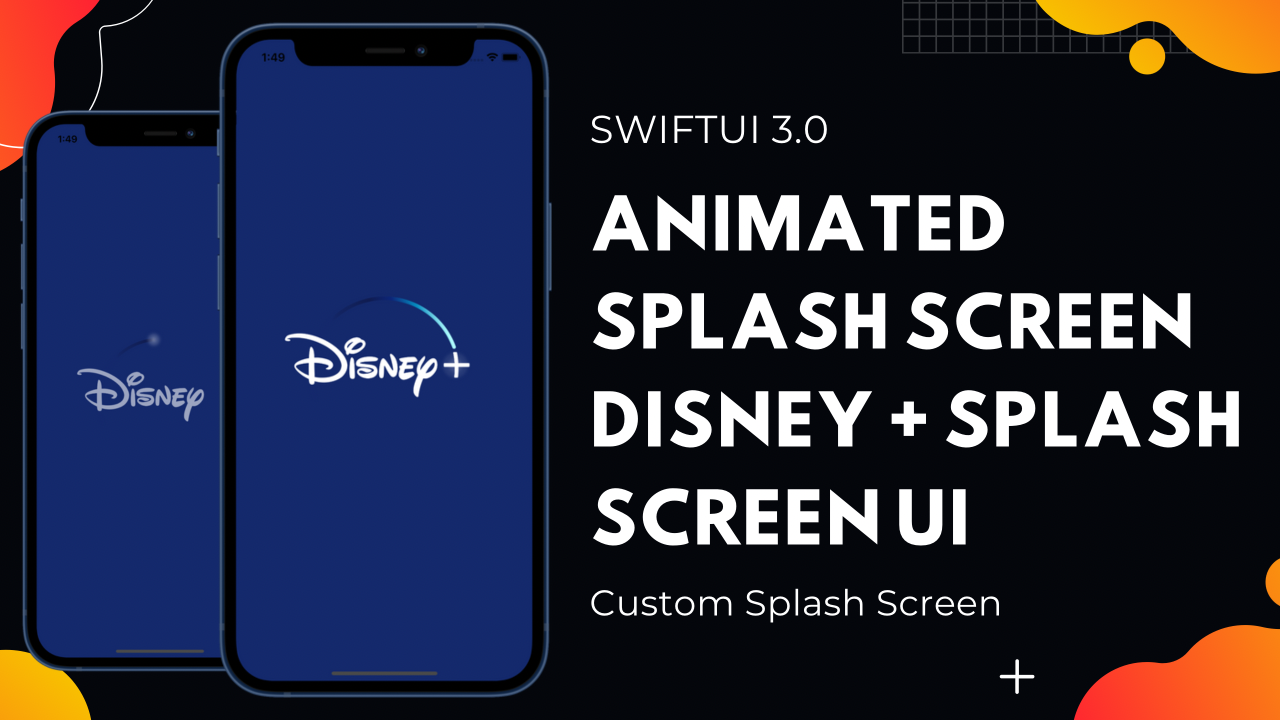 1:49
DISNEY
1:49
DISNEY+
SWIFTUI 3.0
ANIMATED
SPLASH SCREEN
DISNEY + SPLASH
SCREEN UI
Custom Splash Screen